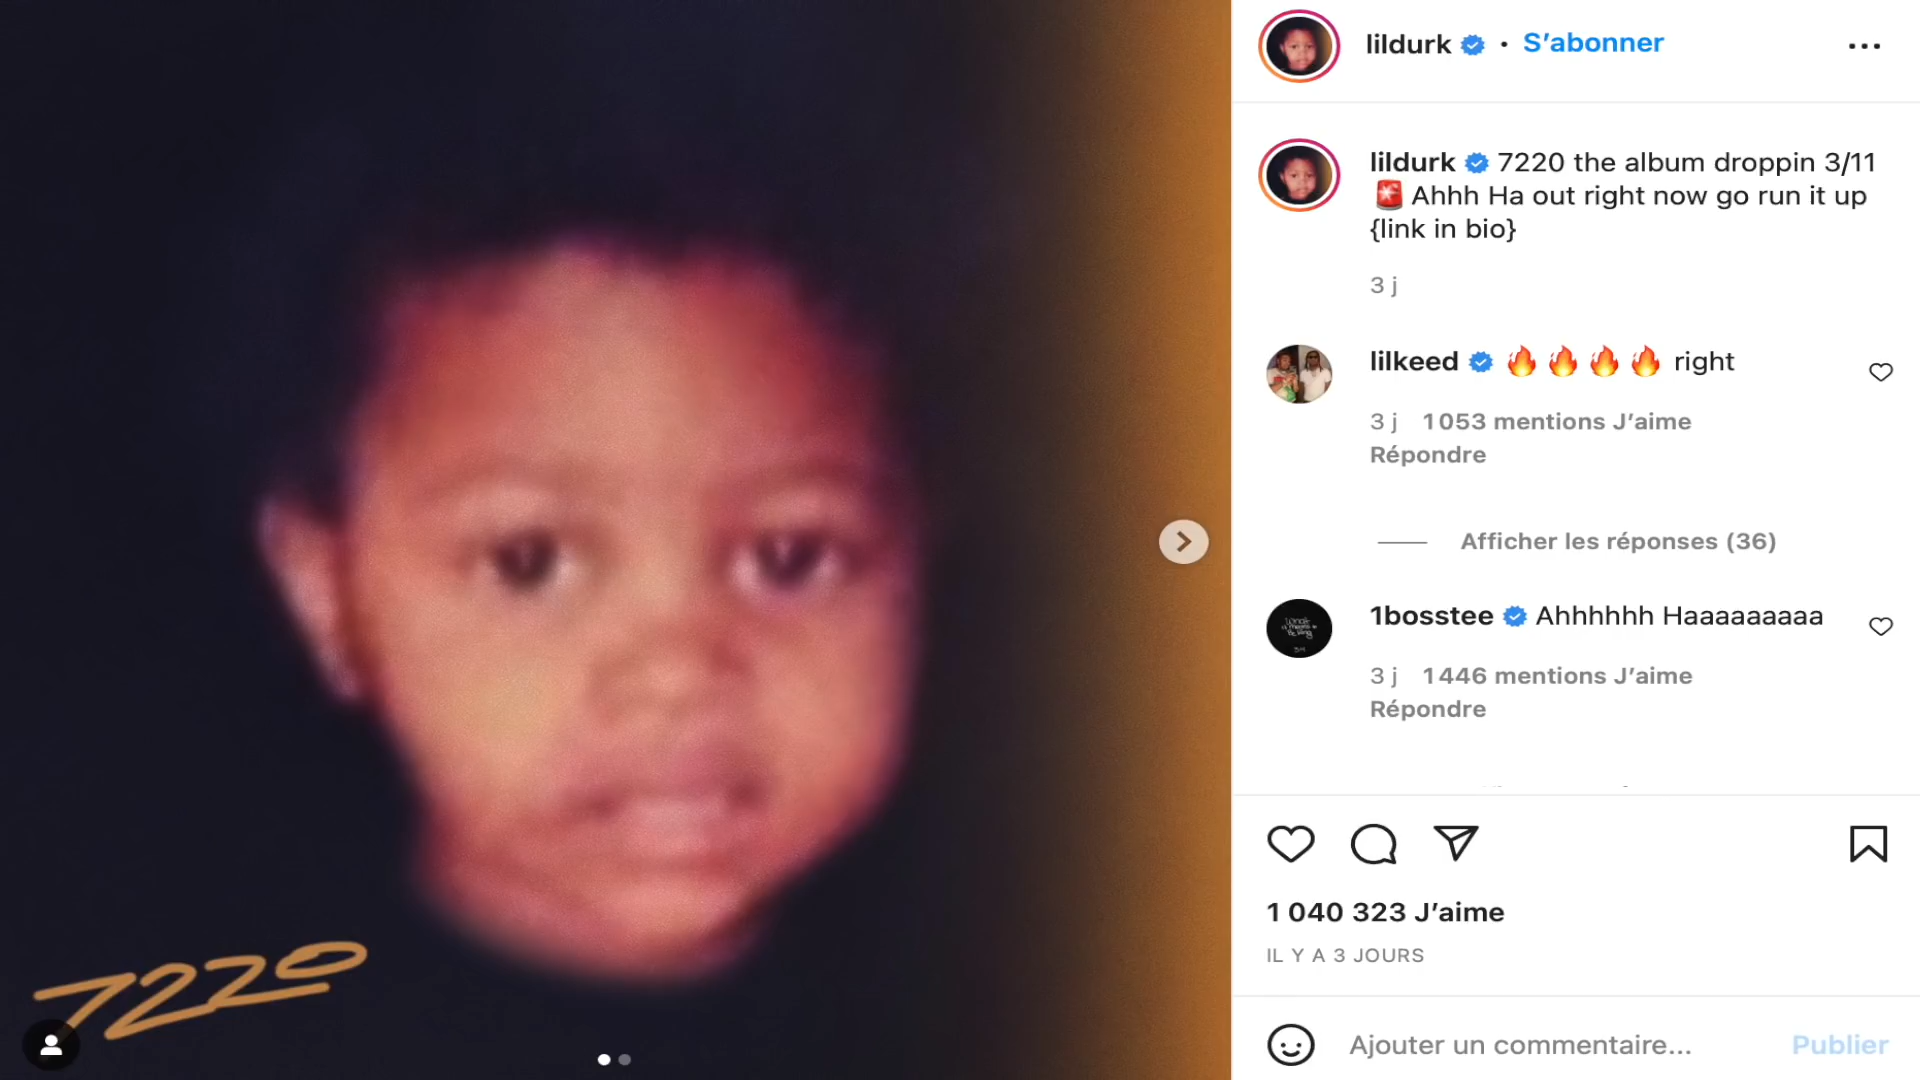 7220
lildurk • S'abonner
lildurk 7220 the album droppin 3/11
🚨 Ahhh Ha out right now go run it up
{link in bio}
3 j
lilkeed 🔥🔥🔥🔥 right
3 j 1 053 mentions J'aime
Répondre
Afficher les réponses (36)
1bosstee Ahhhhhh Haaaaaaaaa
3 j 1 446 mentions J'aime
Répondre
1 040 323 J'aime
IL Y A 3 JOURS
Ajouter un commentaire... Publier